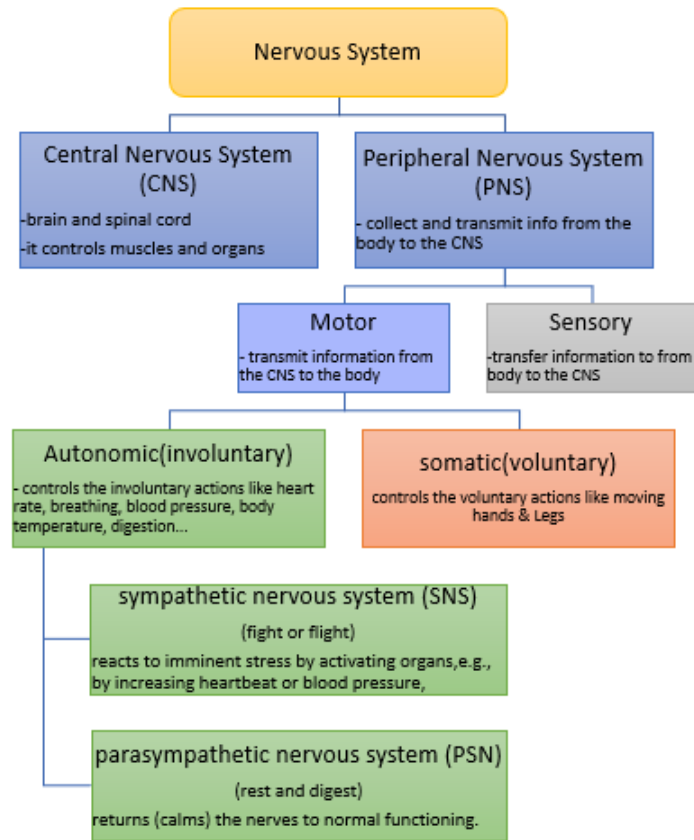 Nervous System
Central Nervous System
(CNS)
-brain and spinal cord
-it controls muscles and organs
Peripheral Nervous System
(PNS)
- collect and transmit info from the
body to the CNS
Motor
- transmit information from
the CNS to the body
Sensory
-transfer information to from
body to the CNS
Autonomic(involuntary)
- controls the involuntary actions like heart
rate, breathing, blood pressure, body
temperature, digestion...
somatic(voluntary)
controls the voluntary actions like moving
hands & Legs
sympathetic nervous system (SNS)
(fight or flight)
reacts to imminent stress by activating organs,e.g.,
by increasing heartbeat or blood pressure,
parasympathetic nervous system (PSN)
(rest and digest)
returns (calms) the nerves to normal functioning.